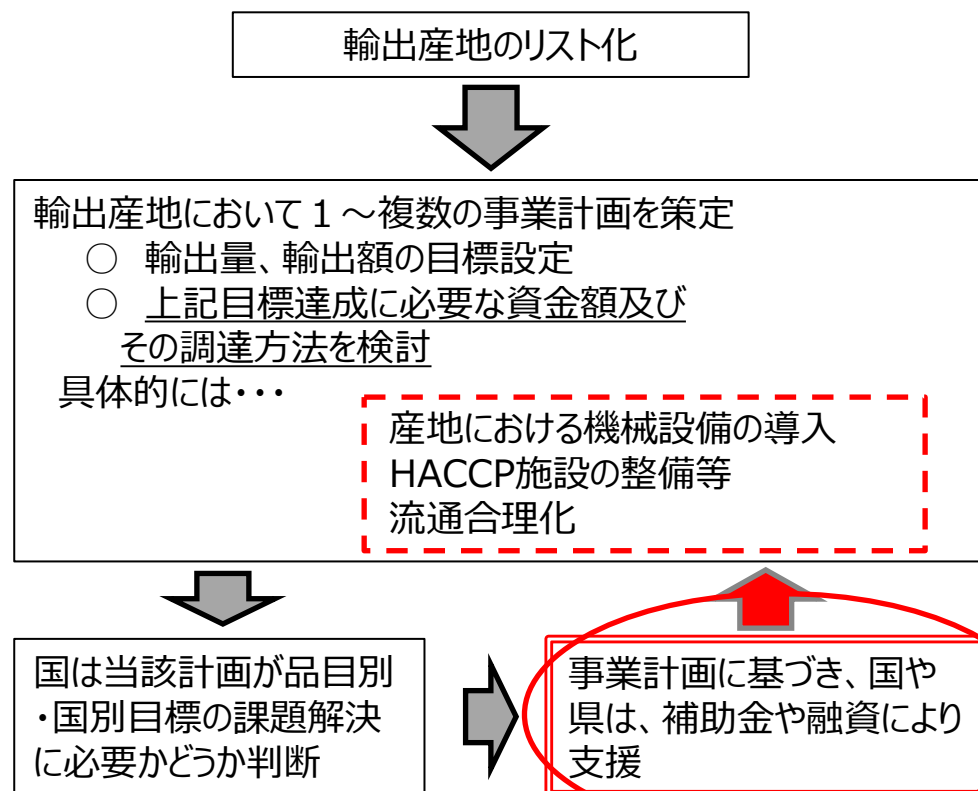 輸出産地のリスト化
輸出産地において１～複数の事業計画を策定
○　輸出量、輸出額の目標設定
○　上記目標達成に必要な資金額及び
その調達方法を検討
具体的には・・・
産地における機械設備の導入
HACCP施設の整備等
流通合理化
国は当該計画が品目別
・国別目標の課題解決
に必要かどうか判断
事業計画に基づき、国や
県は、補助金や融資により
支援